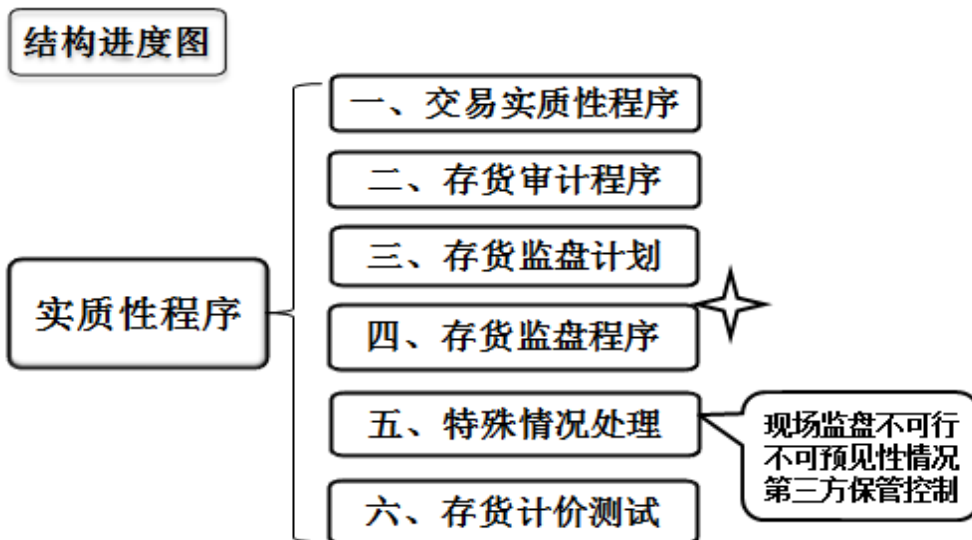 结构进度图
一、交易实质性程序
二、存货审计程序
三、存货监盘计划
实质性程序
四、存货监盘程序
五、特殊情况处理
现场监盘不可行
不可预见性情况
第三方保管控制
六、存货计价测试